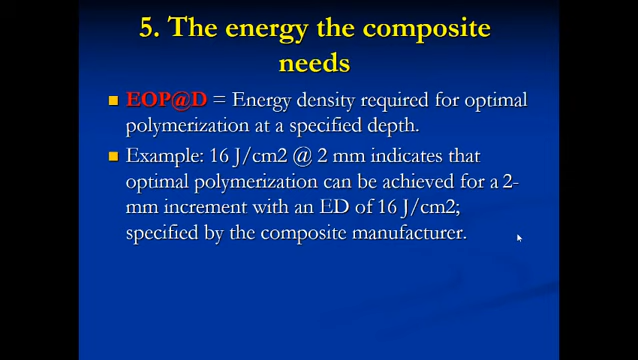 5. The energy the composite
needs
EOP@D = Energy density required for optimal
polymerization at a specified depth.
Example: 16 J/cm2 @ 2 mm indicates that
optimal polymerization can be achieved for a 2-
mm increment with an ED of 16 J/cm2;
specified by the composite manufacturer.